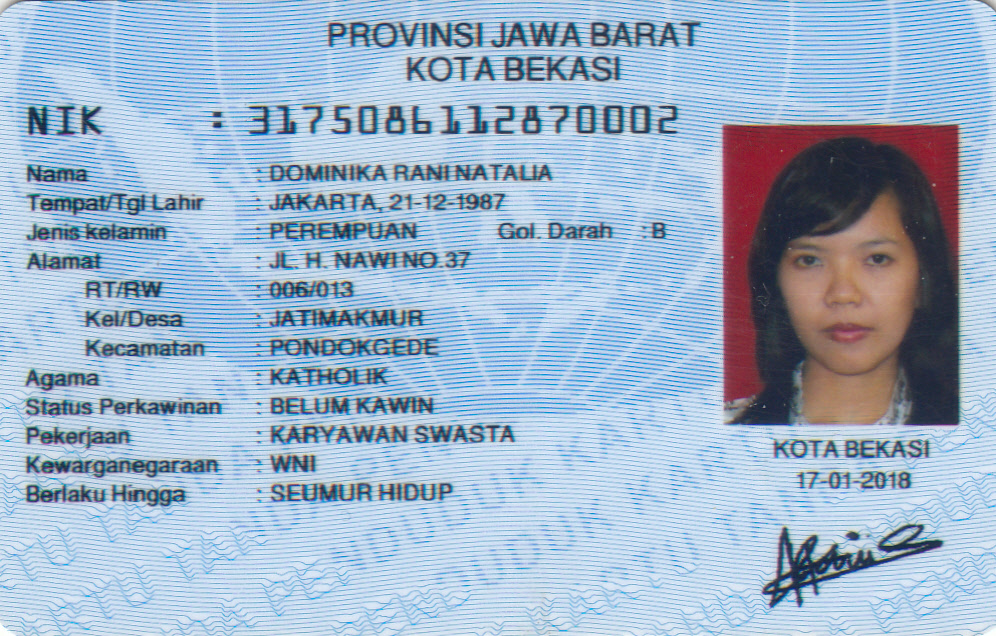 PROVINSI JAWA BARAT
KOTA BEKASI
NIK : 3175086112870002
Nama : DOMINIKA RANI NATALIA
Tempat/Tgl Lahir : JAKARTA, 21-12-1987
Jenis kelamin : PEREMPUAN Gol. Darah : B
Alamat : JL. H. NAWI NO.37
RT/RW : 006/013
Kel/Desa : JATIMAKMUR
Kecamatan : PONDOKGEDE
Agama : KATHOLIK
Status Perkawinan : BELUM KAWIN
Pekerjaan : KARYAWAN SWASTA
Kewarganegaraan : WNI
Berlaku Hingga : SEUMUR HIDUP
KOTA BEKASI
17-01-2018